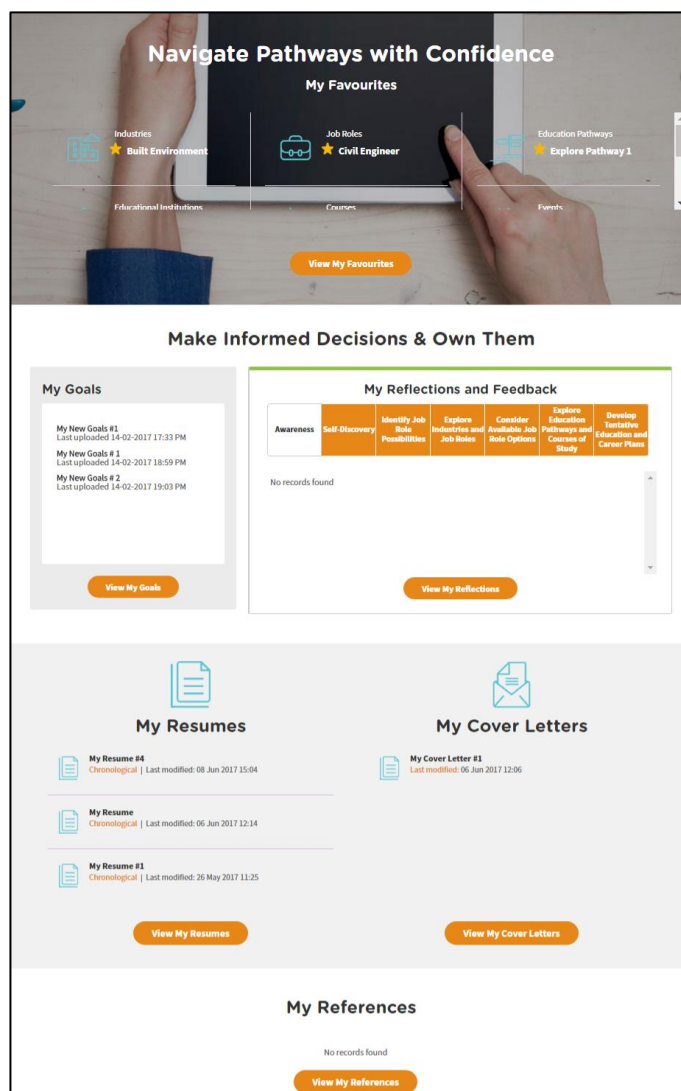 Navigate Pathways with Confidence
My Favourites
Industries
Built Environment
Job Roles
Civil Engineer
Education Pathways
Explore Pathway 1
Educational Institutions
Courses
Events
View My Favourites
Make Informed Decisions & Own Them
My Goals
My New Goals #1
Last uploaded 14-02-2017 17:33 PM
My New Goals # 1
Last uploaded 14-02-2017 18:59 PM
My New Goals # 2
Last uploaded 14-02-2017 19:03 PM
View My Goals
My Reflections and Feedback
Awareness
Self-Discovery
Identify Job
Role
Possibilities
Explore
Industries and
Job Roles
Consider
Available Job
Role Options
Explore
Education
Pathways and
Courses of
Study
Develop
Tentative
Education and
Career Plans
No records found
View My Reflections
My Resumes
My Resume #4
Chronological | Last modified: 08 Jun 2017 15:04
My Resume
Chronological | Last modified: 06 Jun 2017 12:14
My Resume #1
Chronological | Last modified: 26 May 2017 11:25
View My Resumes
My Cover Letters
My Cover Letter #1
Last modified: 06 Jun 2017 12:06
View My Cover Letters
My References
No records found
View My References